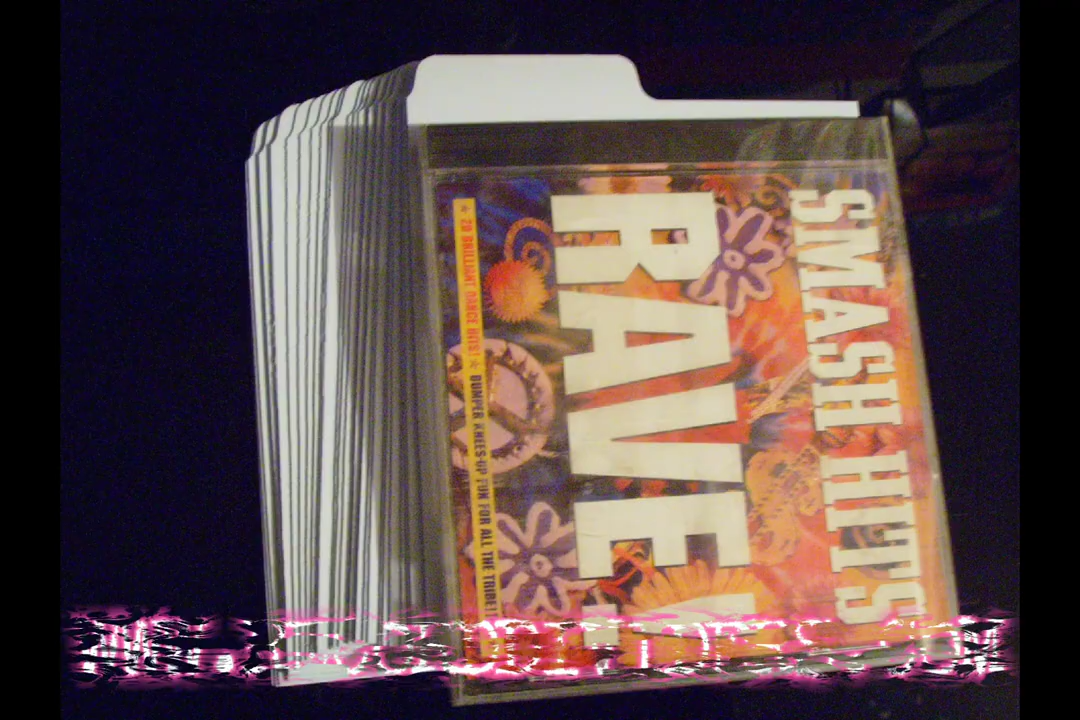 SMASH HITS
RAVE
★ 20 BRILLIANT DANCE HITS! ★ BUMPER KNEES-UP FUN FOR ALL THE TRIBE!